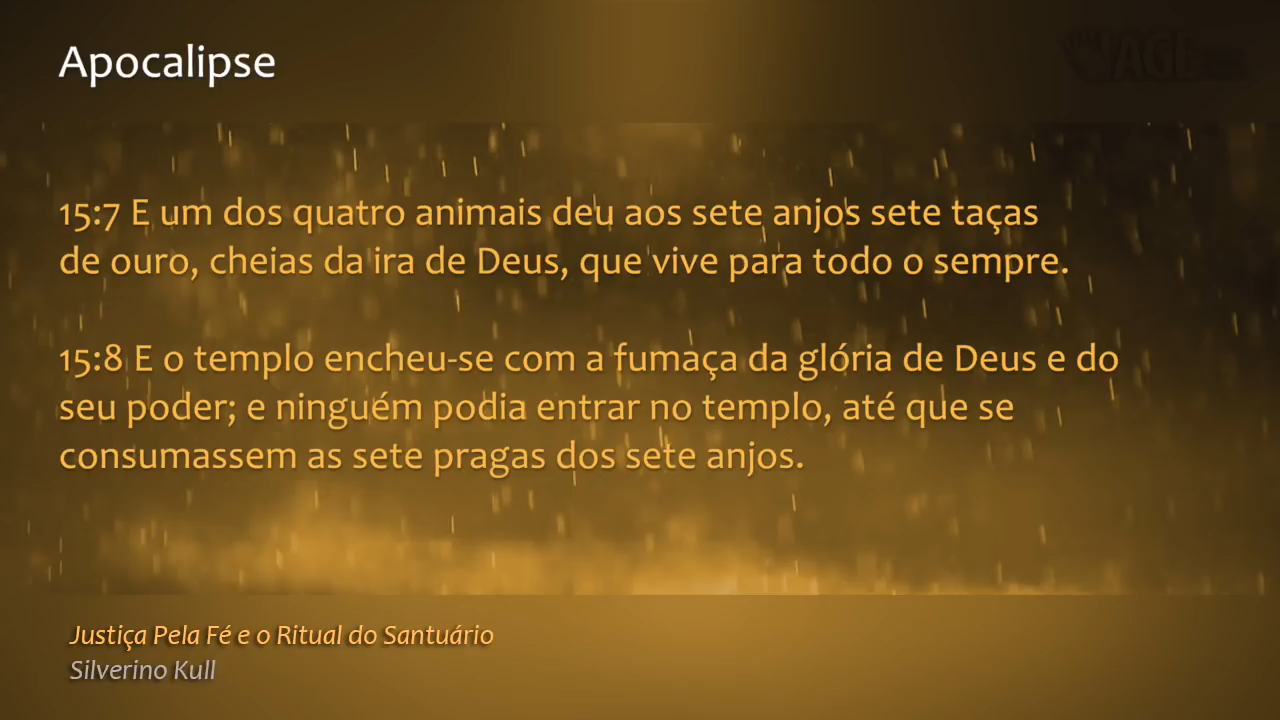 Apocalipse
15:7 E um dos quatro animais deu aos sete anjos sete taças
de ouro, cheias da ira de Deus, que vive para todo o sempre.
15:8 E o templo encheu-se com a fumaça da glória de Deus e do
seu poder; e ninguém podia entrar no templo, até que se
consumassem as sete pragas dos sete anjos.
Justiça Pela Fé e o Ritual do Santuário
Silverino Kull